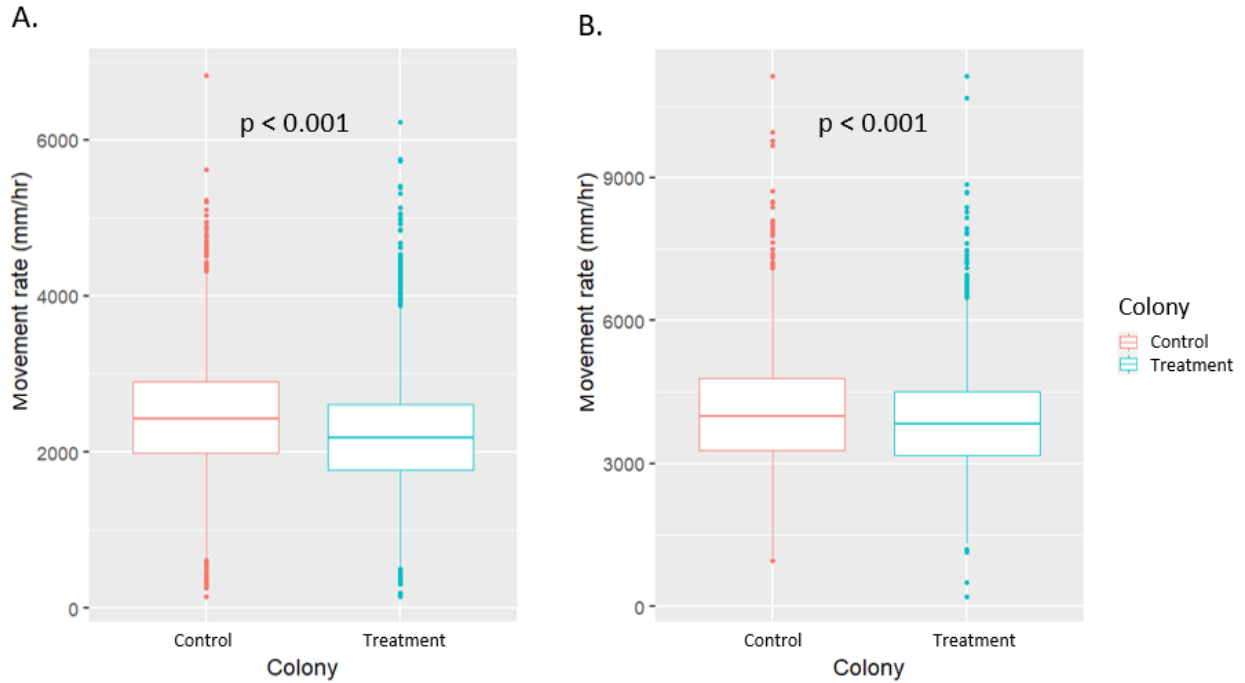 A.
p < 0.001
6000
4000
2000
0
Movement rate (mm/hr)
Control
Treatment
Colony
B.
p < 0.001
9000
6000
3000
0
Movement rate (mm/hr)
Control
Treatment
Colony
Colony
Control
Treatment